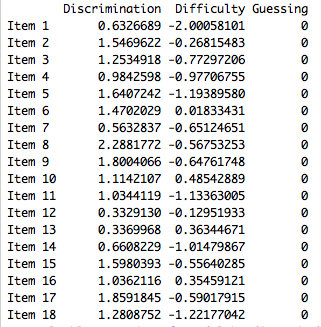 Discrimination Difficulty Guessing
Item 1 0.6326689 -2.00058101 0
Item 2 1.5469622 -0.26815483 0
Item 3 1.2534918 -0.77297206 0
Item 4 0.9842598 -0.97706755 0
Item 5 1.6407242 -1.19389580 0
Item 6 1.4702029 0.01833431 0
Item 7 0.5632837 -0.65124651 0
Item 8 2.2881772 -0.56753253 0
Item 9 1.8004066 -0.64761748 0
Item 10 1.1142107 0.48542889 0
Item 11 1.0344119 -1.13363005 0
Item 12 0.3329130 -0.12951933 0
Item 13 0.3369968 0.36344671 0
Item 14 0.6608229 -1.01479867 0
Item 15 1.5980393 -0.55640285 0
Item 16 1.0362116 0.35459121 0
Item 17 1.8591845 -0.59017915 0
Item 18 1.2808752 -1.22177042 0